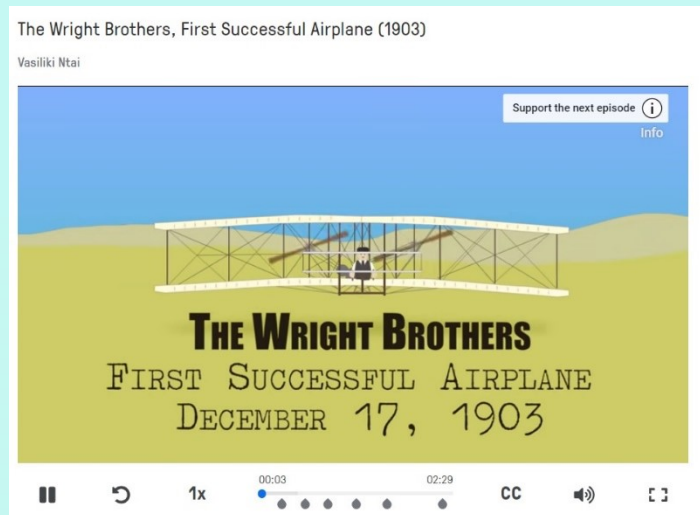 The Wright Brothers, First Successful Airplane (1903)
Vasiliki Ntai
Support the next episode i
Info
THE WRIGHT BROTHERS
FIRST SUCCESSFUL AIRPLANE
DECEMBER 17, 1903
00:03 02:29
1x CC